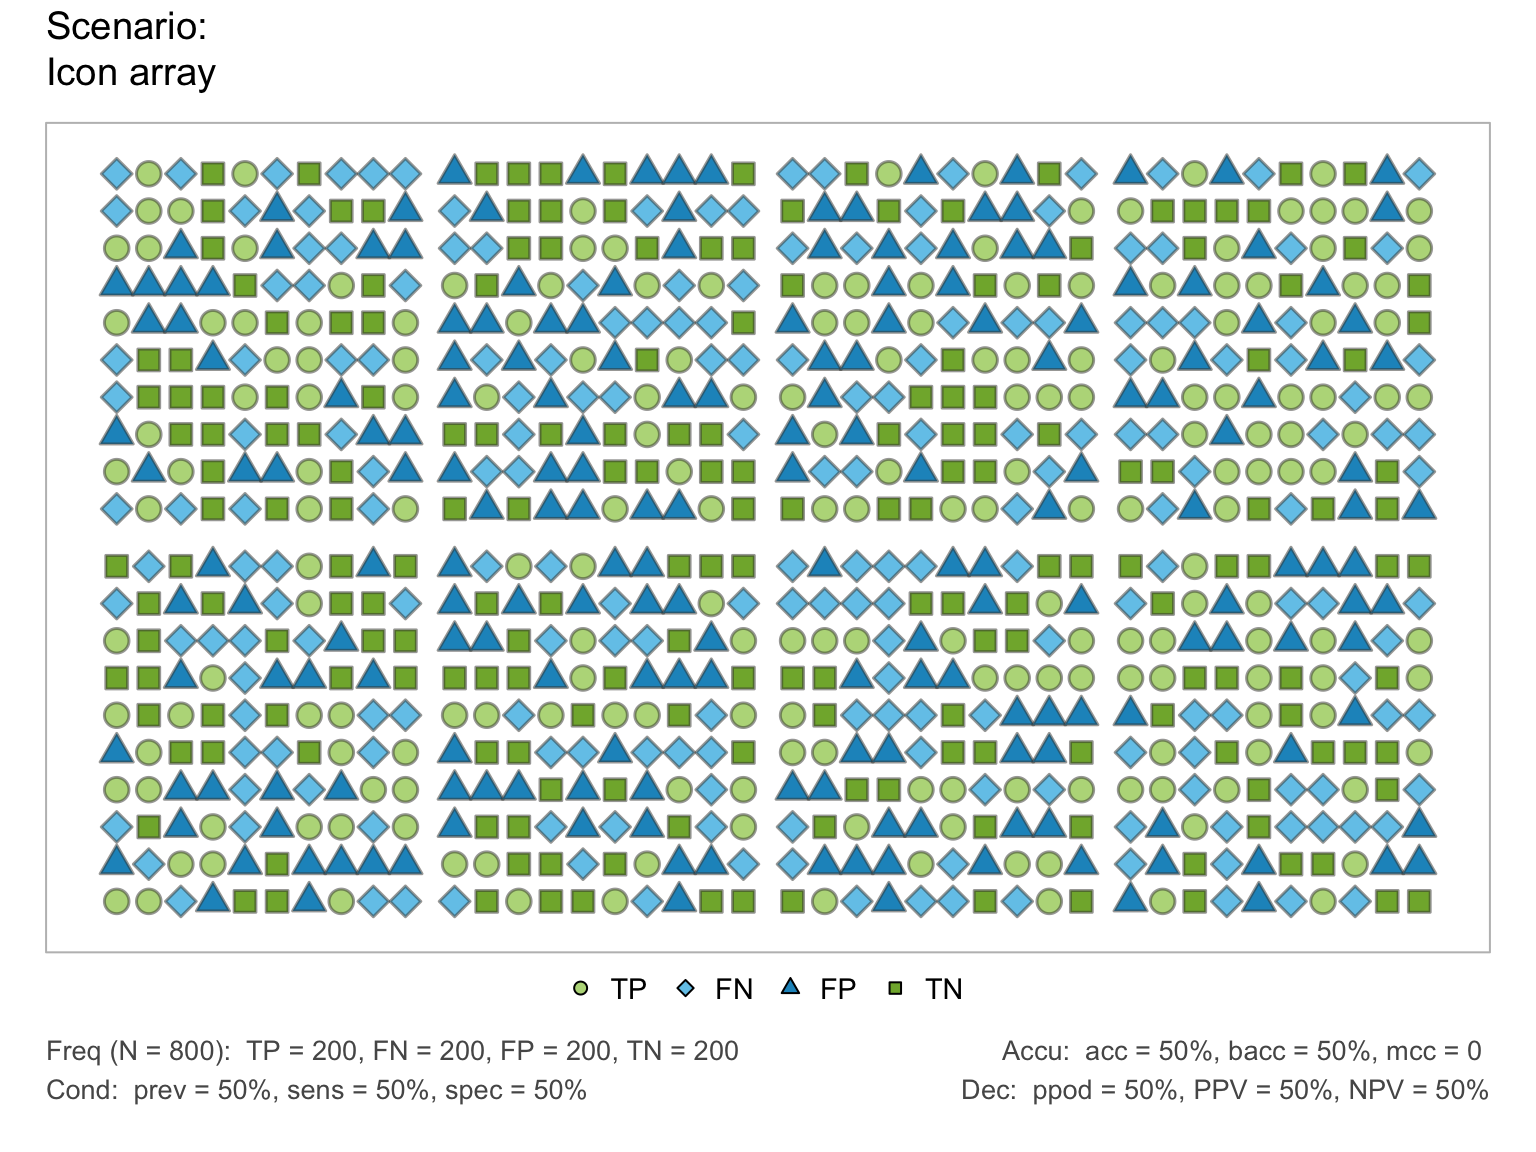 Scenario:
Icon array
TP FN FP TN
Freq (N = 800):  TP = 200, FN = 200, FP = 200, TN = 200
Accu:  acc = 50%, bacc = 50%, mcc = 0
Cond:  prev = 50%, sens = 50%, spec = 50%
Dec:  ppod = 50%, PPV = 50%, NPV = 50%